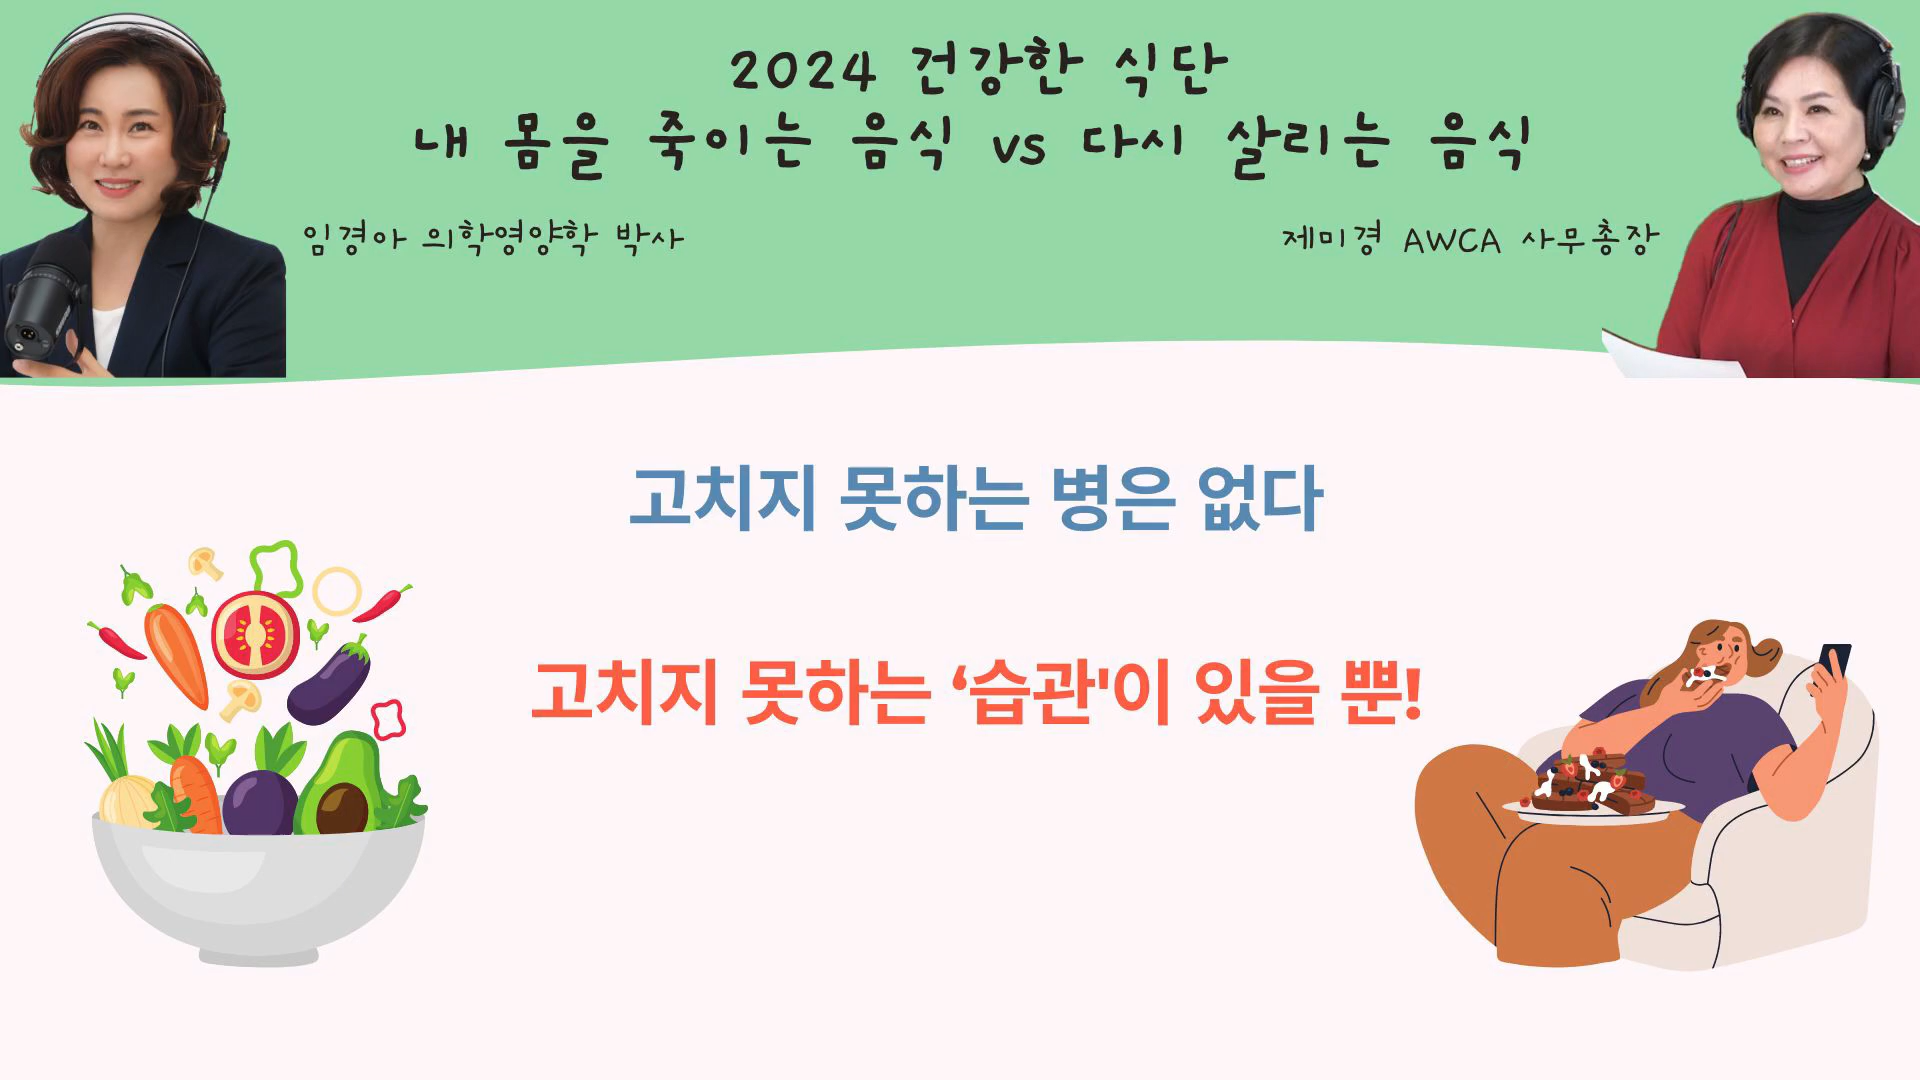 2024 건강한 식단
내 몸을 죽이는 음식 vs 다시 살리는 음식
임경아 의학영양학 박사
제미경 AWCA 사무총장
고치지 못하는 병은 없다
고치지 못하는 ‘습관'이 있을 뿐!